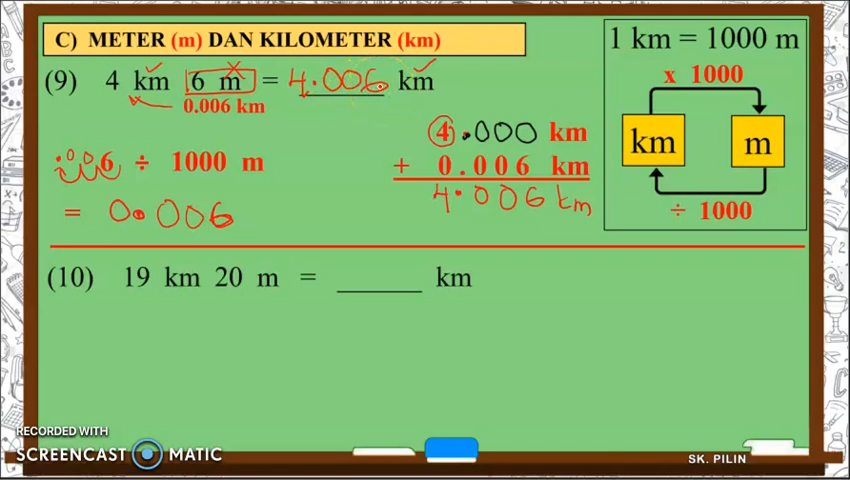 C) METER (m) DAN KILOMETER (km)
1 km = 1000 m
x 1000
km m
÷ 1000
(9) 4 km 6 m = 4.006 km
0.006 km
.006 ÷ 1000 m
= 0.006
4.000 km
+ 0.006 km
4.006 km
(10) 19 km 20 m = ______ km
RECORDED WITH
SCREENCAST MATIC
SK. PILIN